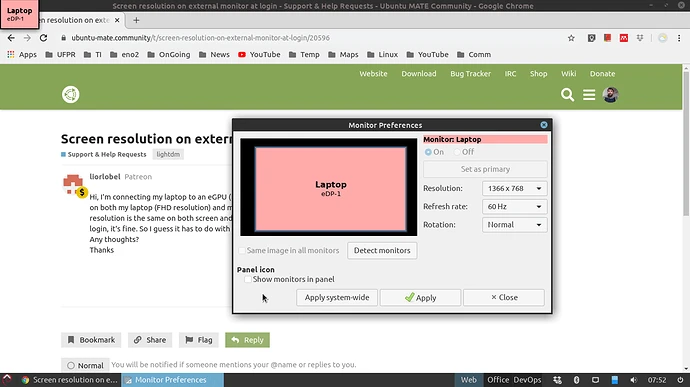 Laptop
eDP-1
Screen resolution on external monitor at login - Support & Help Requests - Ubuntu MATE Community - Google Chrome
creen resolution on exter
ubuntu-mate.community/t/screen-resolution-on-external-monitor-at-login/20596
Apps UFPR TI eno2 OnGoing News YouTube Temp Maps Linux YouTube Comm
Website Download Bug Tracker IRC Shop Wiki Donate
Screen resolution on extern
Support & Help Requests lightdm
liorlobel Patreon
Hi, I'm connecting my laptop to an eGPU (
on both my laptop (FHD resolution) and m
resolution is the same on both screen and
login, it's fine. So I guess it has to do with
Any thoughts?
Thanks
Monitor Preferences
Laptop
eDP-1
Monitor: Laptop
On Off
Set as primary
Resolution: 1366 x 768
Refresh rate: 60 Hz
Rotation: Normal
Same image in all monitors Detect monitors
Panel icon
Show monitors in panel
Apply system-wide Apply Close
Bookmark Share Flag Reply
Normal You will be notified if someone mentions your @name or replies to you.
Screen resolution on e... Monitor Preferences Web Office DevOps 07:52